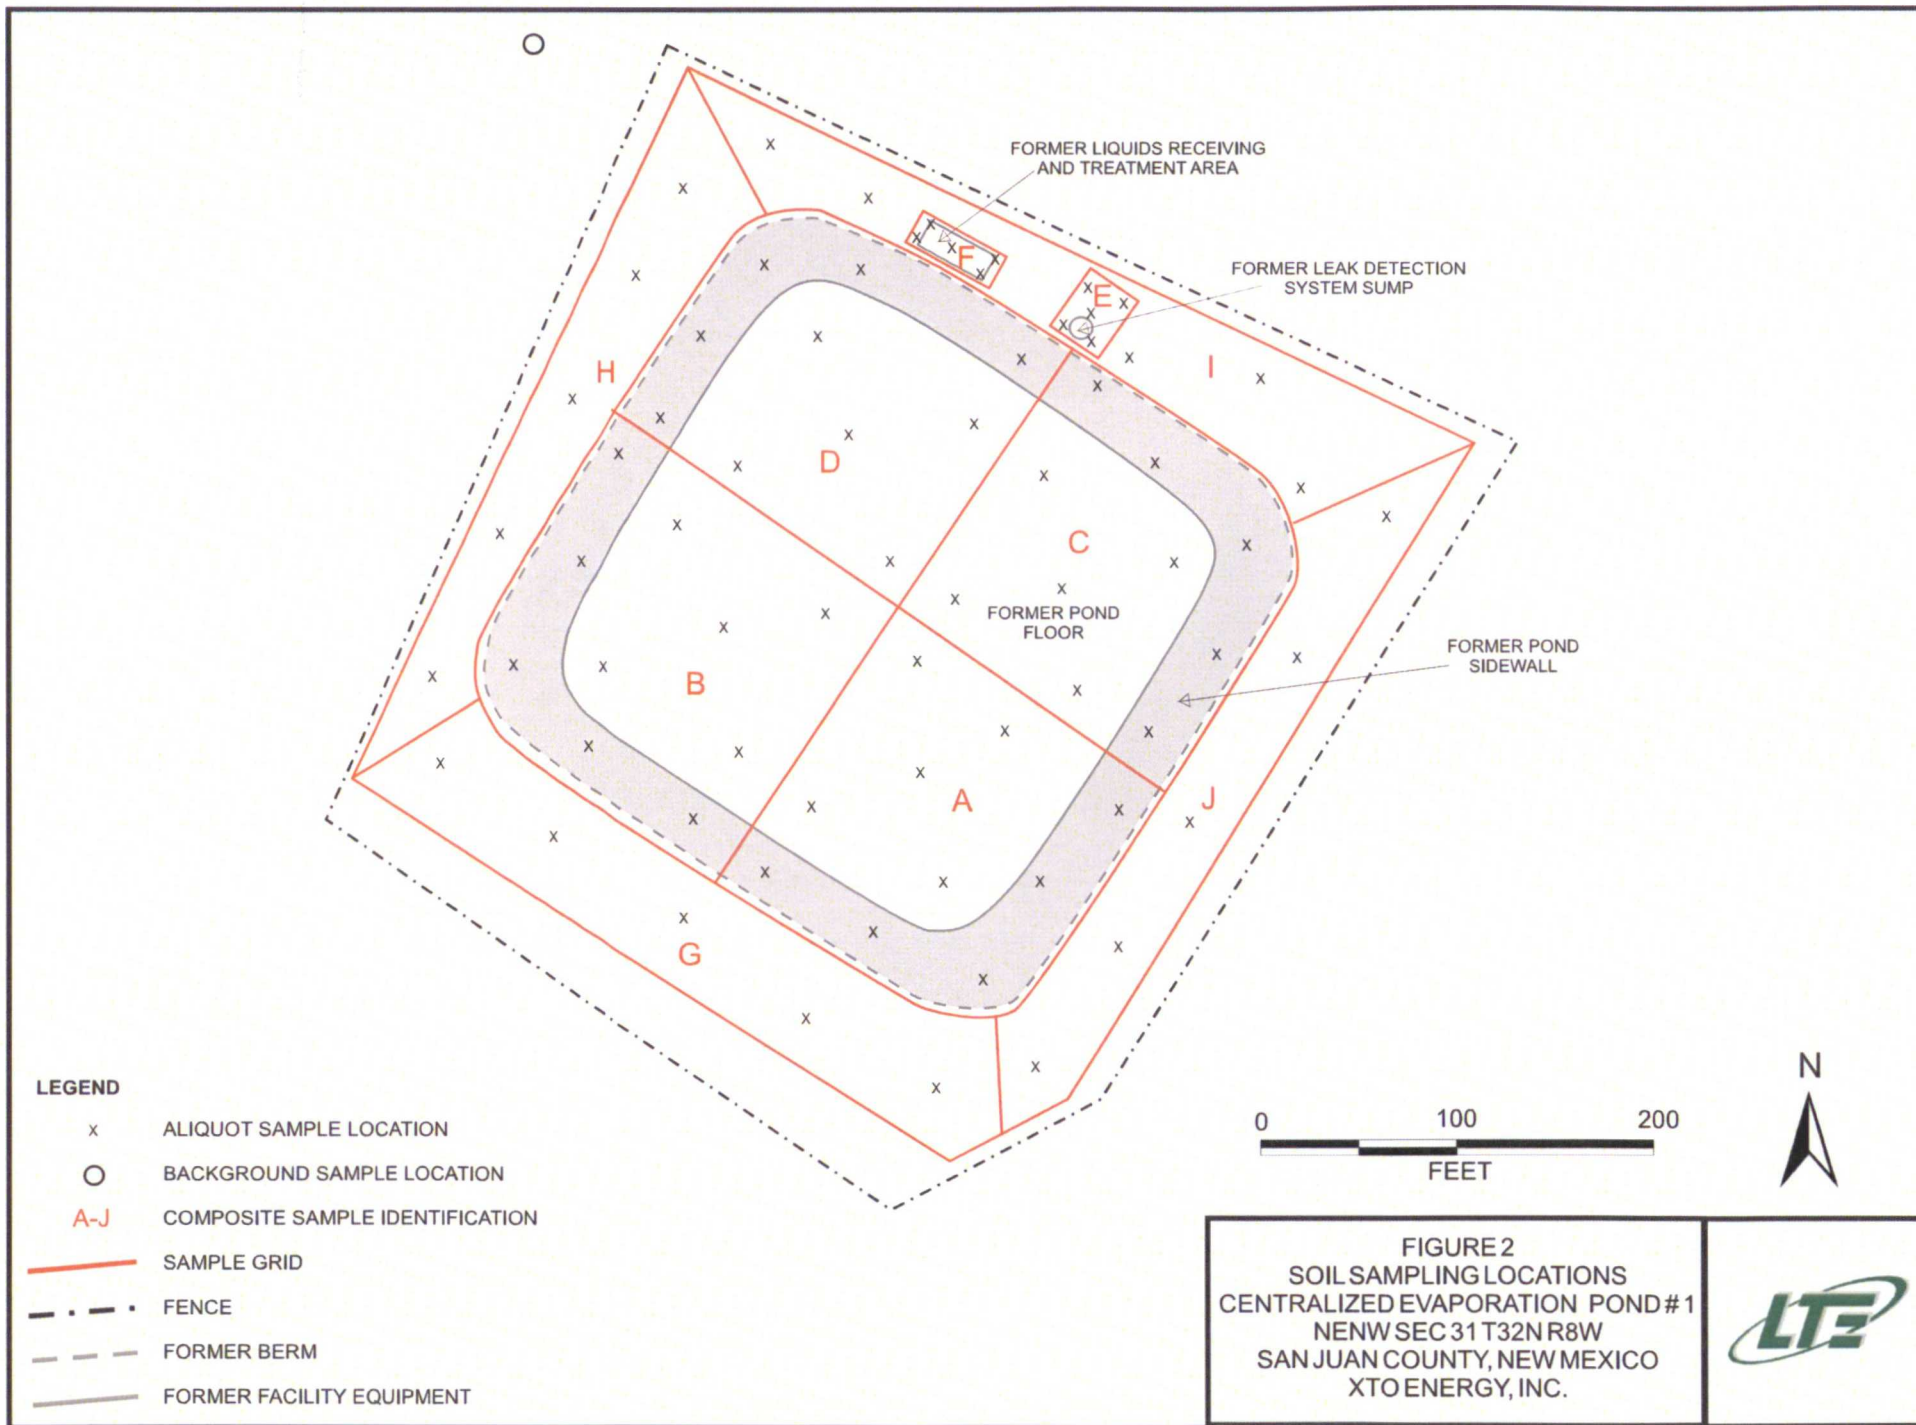 FORMER LIQUIDS RECEIVING
AND TREATMENT AREA
F
FORMER LEAK DETECTION
SYSTEM SUMP
E
I
H
D
C
FORMER POND
FLOOR
FORMER POND
SIDEWALL
B
A
J
G
LEGEND
x ALIQUOT SAMPLE LOCATION
BACKGROUND SAMPLE LOCATION
A-J COMPOSITE SAMPLE IDENTIFICATION
SAMPLE GRID
FENCE
FORMER BERM
FORMER FACILITY EQUIPMENT
N
0 100 200
FEET
FIGURE 2
SOIL SAMPLING LOCATIONS
CENTRALIZED EVAPORATION POND # 1
NENW SEC 31 T32N R8W
SAN JUAN COUNTY, NEW MEXICO
XTO ENERGY, INC.
LTE